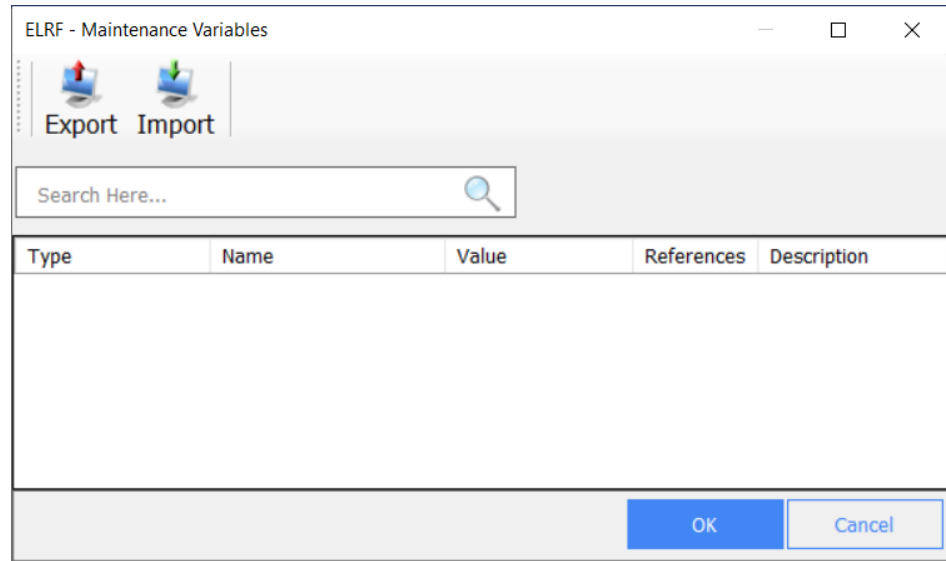 ELRF - Maintenance Variables
Export Import
Search Here...
Type Name Value References Description
OK Cancel